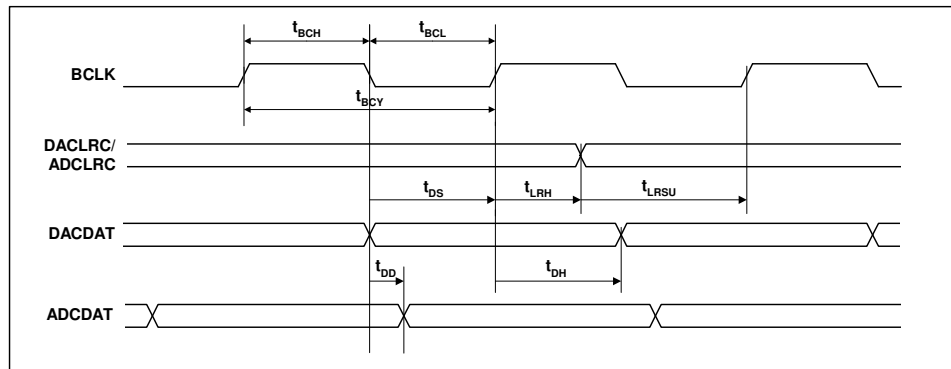 tBCH
tBCL
BCLK
tBCY
DACLRC/
ADCLRC
tDS
tLRH
tLRSU
DACDAT
tDD
tDH
ADCDAT